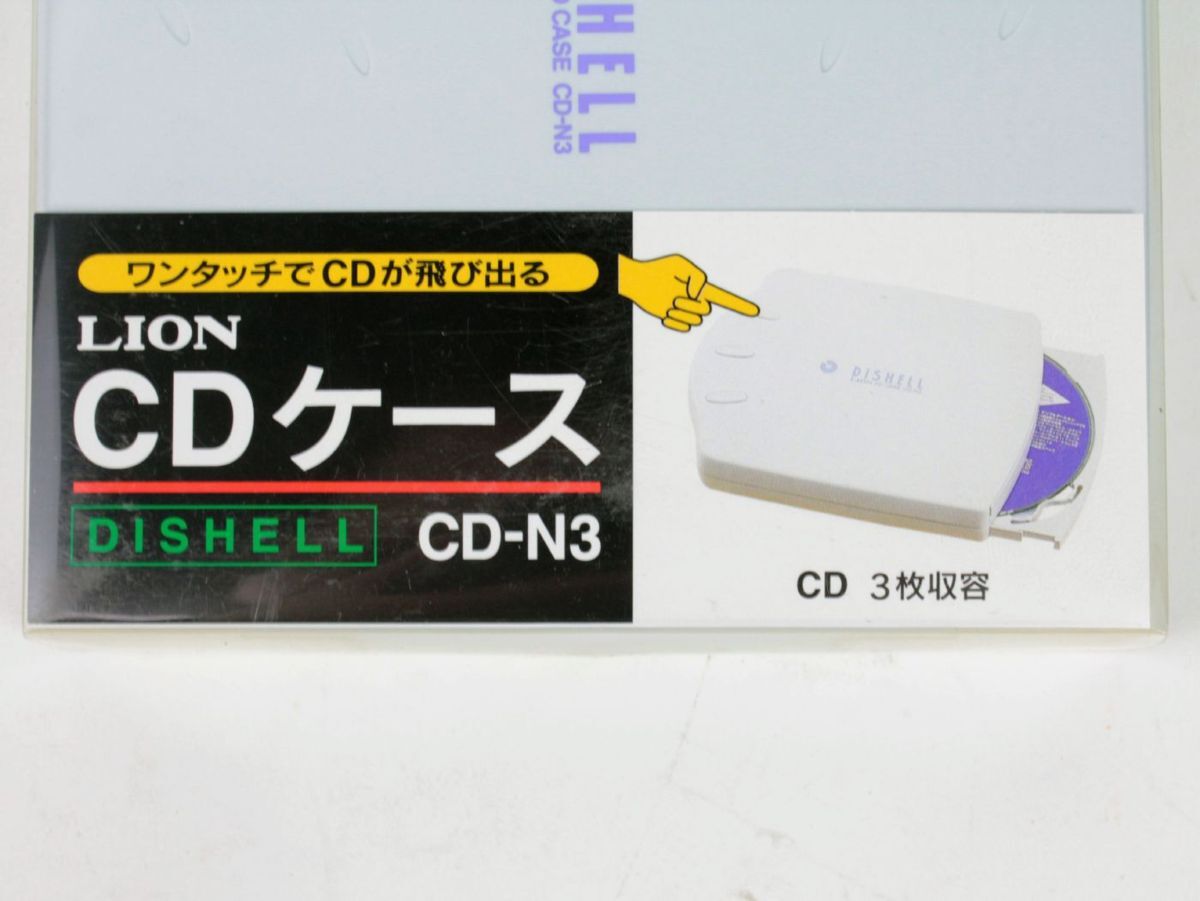 HELL
CASE CD-N3
ワンタッチでCDが飛び出る
LION
CDケース
DISHELL CD-N3
DISHELL
CD 3枚収容